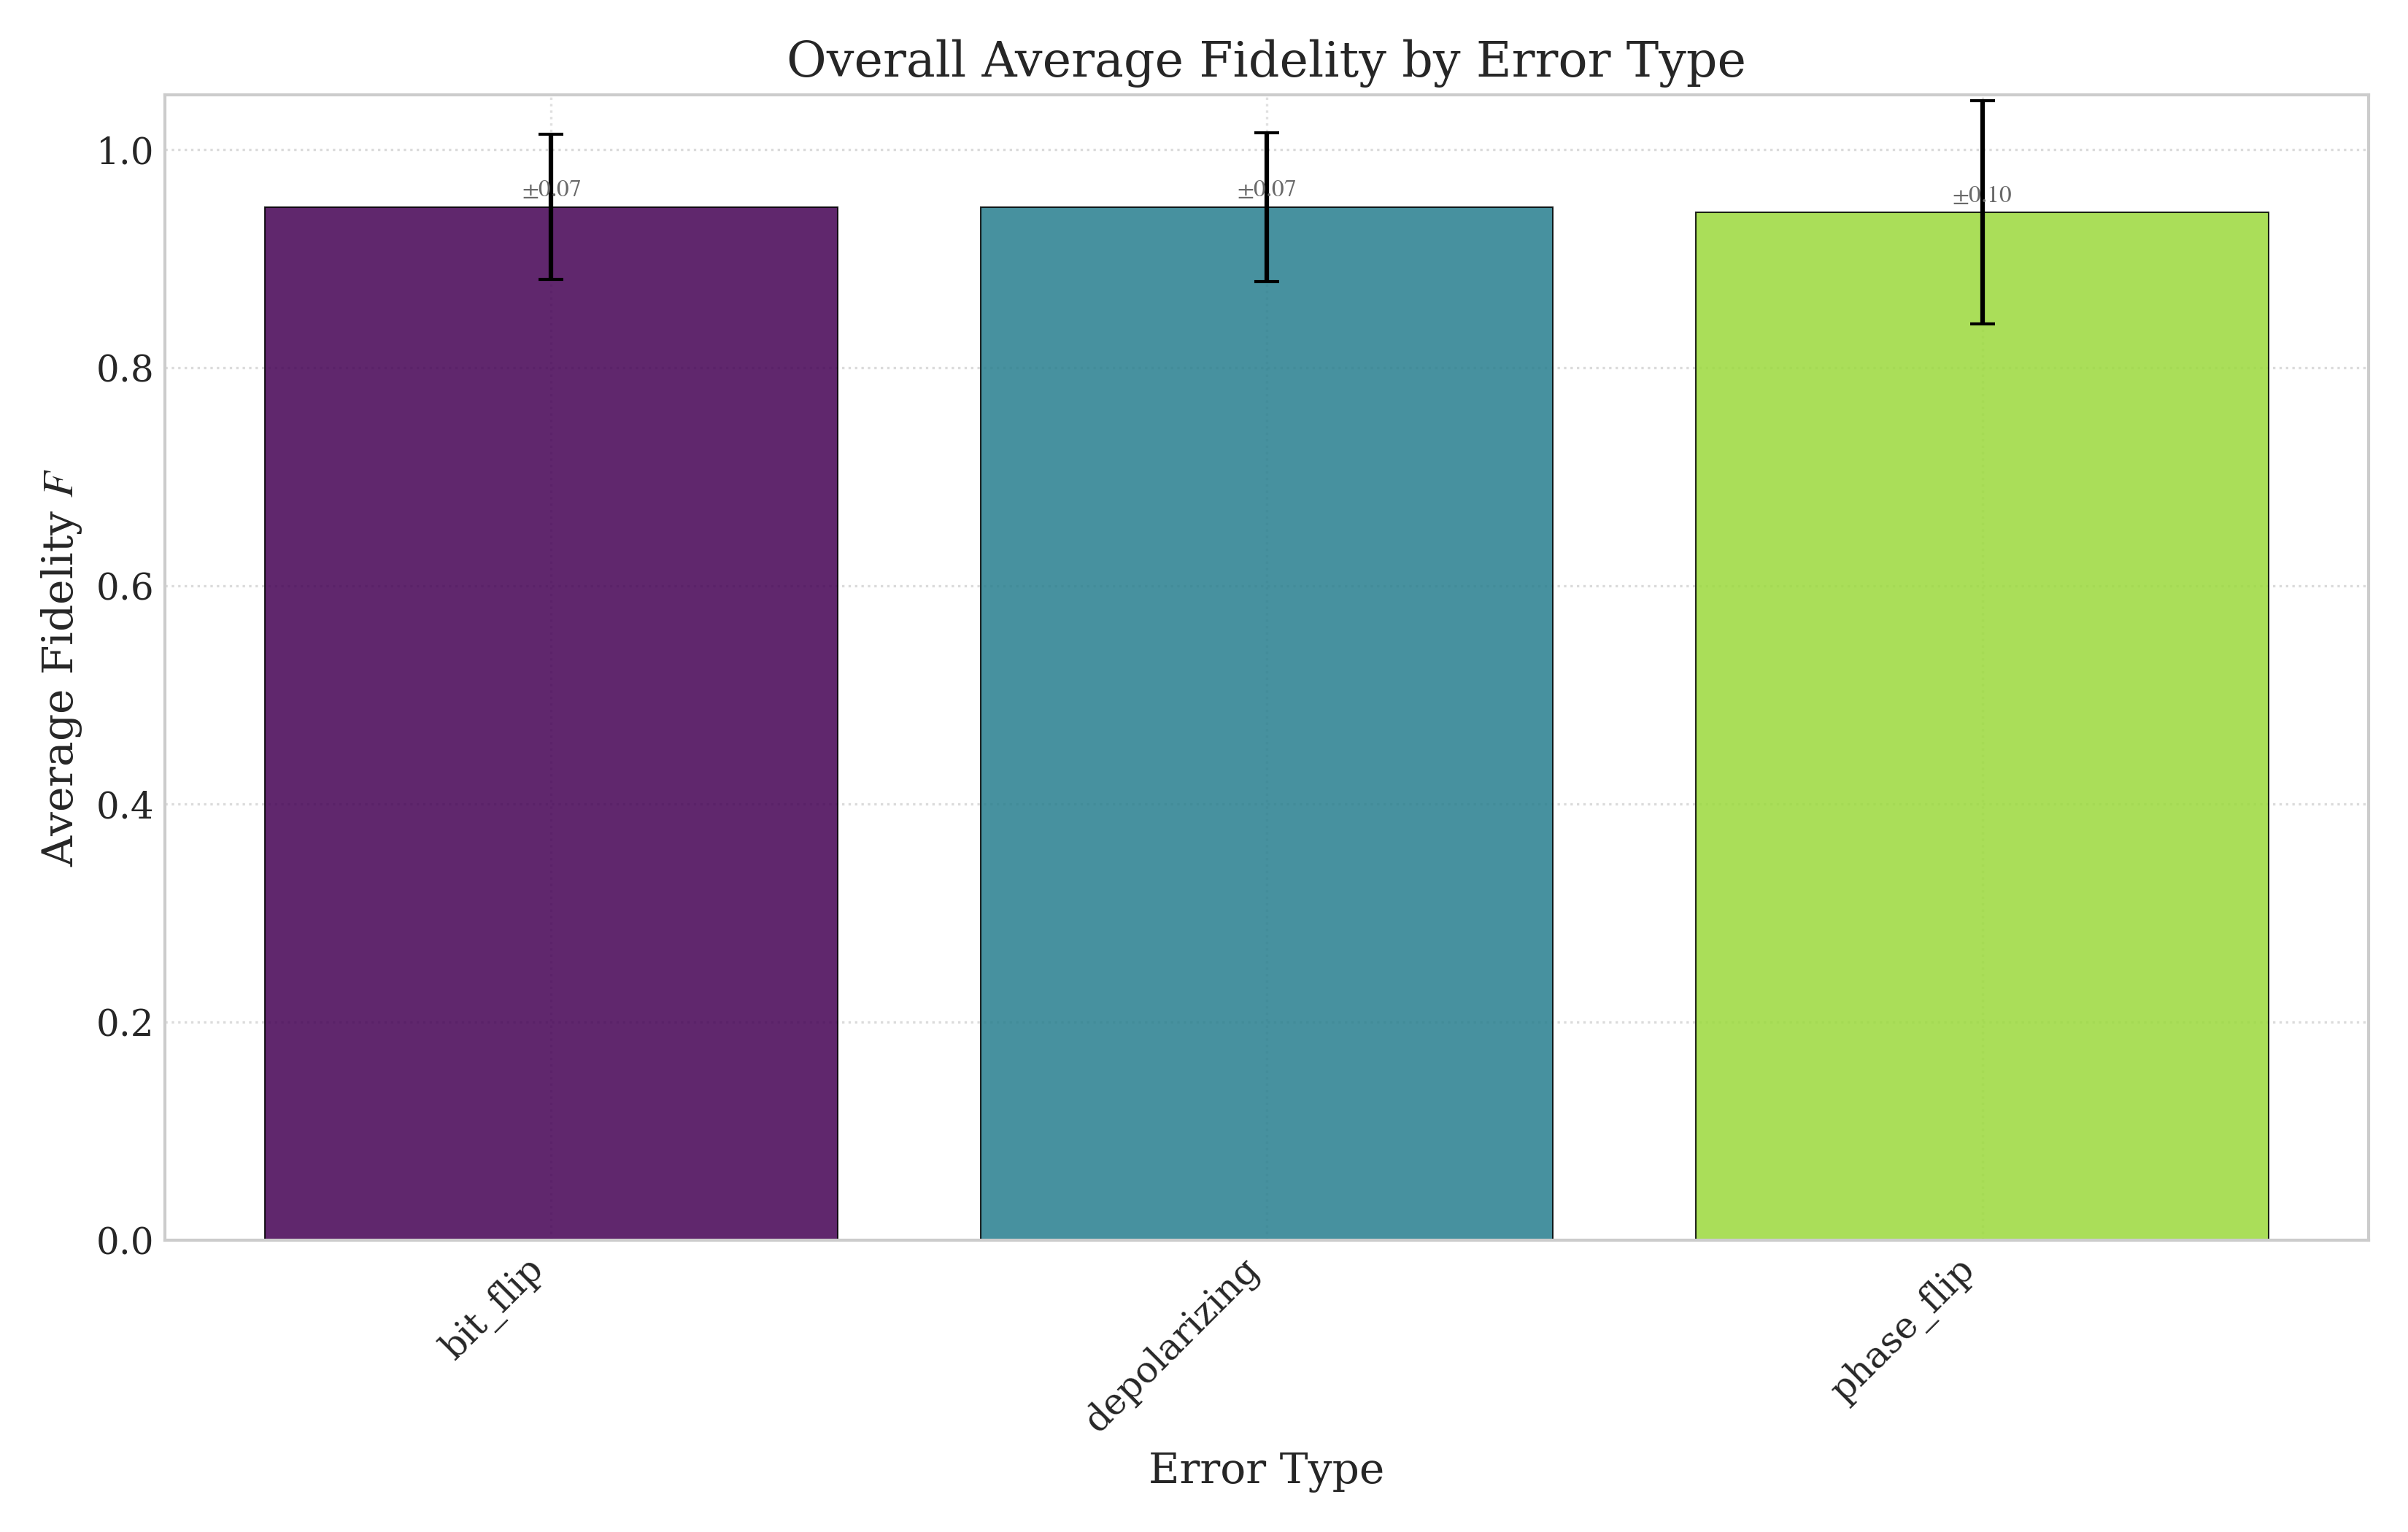 Overall Average Fidelity by Error Type
Average Fidelity F
1.0
0.8
0.6
0.4
0.2
0.0
±0.07
±0.07
±0.10
bit_flip
depolarizing
phase_flip
Error Type